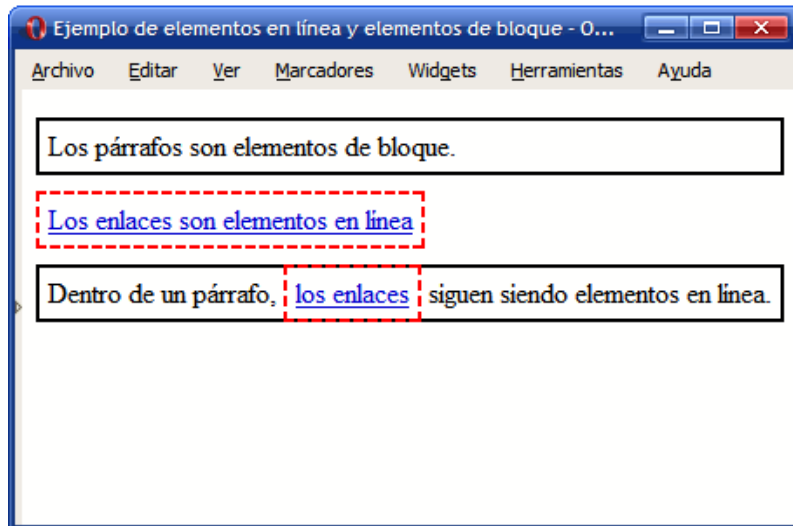 Ejemplo de elementos en línea y elementos de bloque - O...
Archivo Editar Ver Marcadores Widgets Herramientas Ayuda
Los párrafos son elementos de bloque.
Los enlaces son elementos en línea
Dentro de un párrafo, los enlaces siguen siendo elementos en línea.